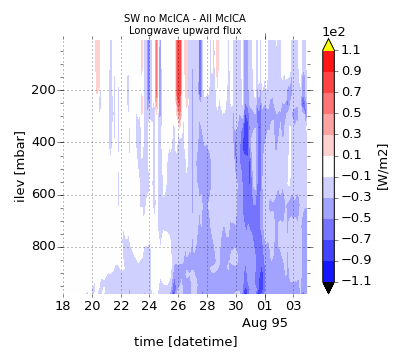 SW no McICA - All McICA
Longwave upward flux
1e2
1.1
0.9
0.7
0.5
0.3
0.1
−0.1
−0.2
−0.5
−0.7
−0.9
−1.1
[W/m2]
200
400
600
800
ilev [mbar]
18 20 22 24 26 28 30 01 03
Aug 95
time [datetime]